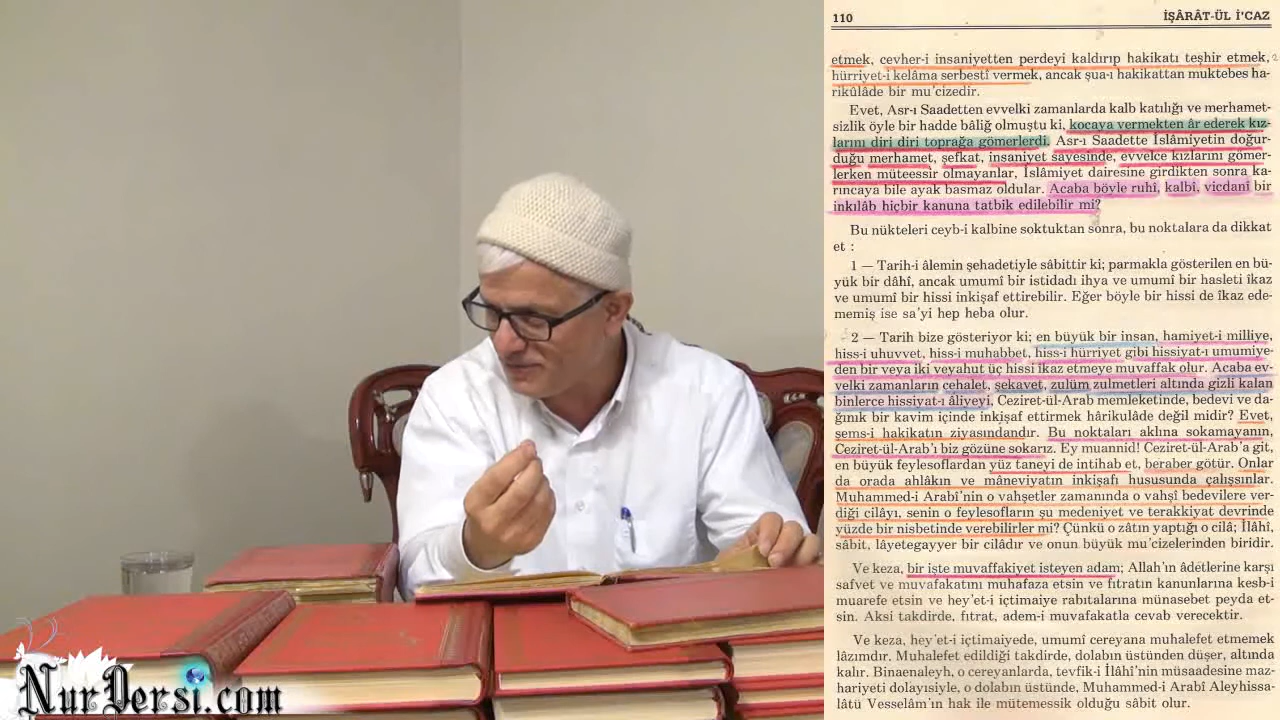 110 İŞÂRÂT-ÜL İ'CAZ
etmek, cevher-i insaniyetten perdeyi kaldırıp hakikatı teşhir etmek,
hürriyet-i kelâma serbestî vermek, ancak şua-ı hakikattan muktebes ha-
rikûlâde bir mu'cizedir.
Evet, Asr-ı Saadetten evvelki zamanlarda kalb katılığı ve merhamet-
sizlik öyle bir hadde bâliğ olmuştu ki, kocaya vermekten âr ederek kız-
larını diri diri toprağa gömerlerdi. Asr-ı Saadette İslâmiyetin doğur-
duğu merhamet, şefkat, insaniyet sayesinde, evvelce kızlarını gömer-
lerken müteessir olmayanlar, İslâmiyet dairesine girdikten sonra ka-
rıncaya bile ayak basmaz oldular. Acaba böyle ruhî, kalbî, vicdanî bir
inkılâb hiçbir kanuna tatbik edilebilir mi?
Bu nükteleri ceyb-i kalbine soktuktan sonra, bu noktalara da dikkat
et :
1 — Tarih-i âlemin şehadetiyle sâbittir ki; parmakla gösterilen en bü-
yük bir dâhî, ancak umumî bir istidadı ihya ve umumî bir hasleti îkaz
ve umumî bir hissi inkişaf ettirebilir. Eğer böyle bir hissi de îkaz ede-
memiş ise sa'yi hep heba olur.
2 — Tarih bize gösteriyor ki; en büyük bir insan, hamiyet-i milliye,
hiss-i uhuvvet, hiss-i muhabbet, hiss-i hürriyet gibi hissiyat-ı umumiye-
den bir veya iki veyahut üç hissi îkaz etmeye muvaffak olur. Acaba ev-
velki zamanların cehalet, şekavet, zulüm zulmetleri altında gizli kalan
binlerce hissiyat-ı âliyeyi, Ceziret-ül-Arab memleketinde, bedevi ve da-
ğınık bir kavim içinde inkişaf ettirmek hârikulâde değil midir? Evet,
şems-i hakikatın ziyasındandır. Bu noktaları aklına sokamayanın,
Ceziret-ül-Arab'ı biz gözüne sokarız. Ey muannid! Ceziret-ül-Arab'a git,
en büyük feylesoflardan yüz taneyi de intihab et, beraber götür. Onlar
da orada ahlâkın ve mâneviyatın inkişafı hususunda çalışsınlar.
Muhammed-i Arabî'nin o vahşetler zamanında o vahşî bedevilere ver-
diği cilâyı, senin o feylesofların şu medeniyet ve terakkiyat devrinde
yüzde bir nisbetinde verebilirler mi? Çünkü o zâtın yaptığı o cilâ; İlâhî,
sâbit, lâyetegayyer bir cilâdır ve onun büyük mu'cizelerinden biridir.
Ve keza, bir işte muvaffakiyet isteyen adam; Allah'ın âdetlerine karşı
safvet ve muvafakatını muhafaza etsin ve fıtratın kanunlarına kesb-i
muarefe etsin ve hey'et-i içtimaiye rabıtalarına münasebet peyda et-
sin. Aksi takdirde, fıtrat, adem-i muvafakatla cevab verecektir.
Ve keza, hey'et-i içtimaiyede, umumî cereyana muhalefet etmemek
lâzımdır. Muhalefet edildiği takdirde, dolabın üstünden düşer, altında
kalır. Binaenaleyh, o cereyanlarda, tevfik-i İlâhî'nin müsaadesine maz-
hariyeti dolayısiyle, o dolabın üstünde, Muhammed-i Arabî Aleyhissa-
lâtü Vesselâm'ın hak ile mütemessik olduğu sâbit olur.
NurDersi.com